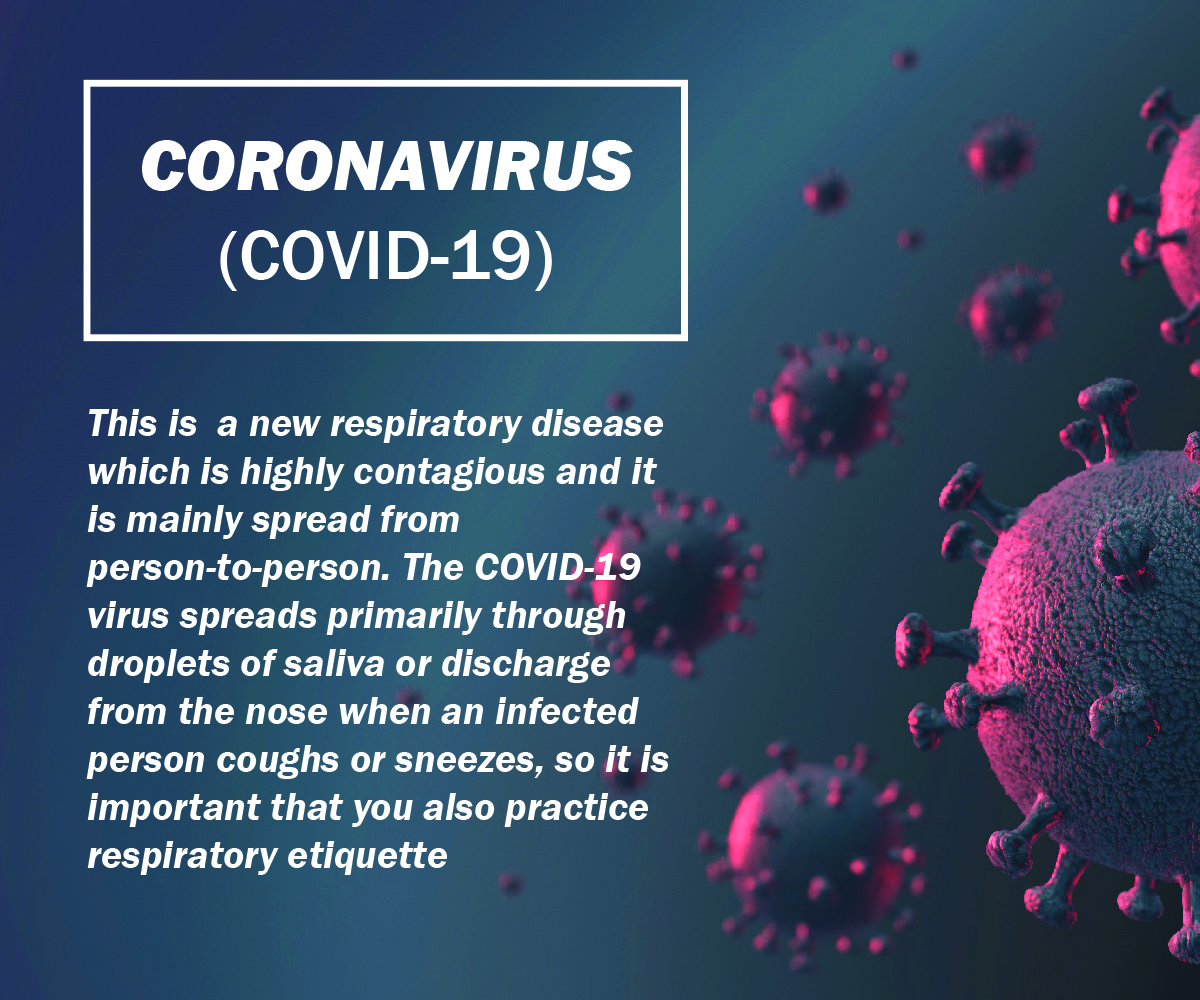 CORONAVIRUS
(COVID-19)
This is  a new respiratory disease
which is highly contagious and it
is mainly spread from
person-to-person. The COVID-19
virus spreads primarily through
droplets of saliva or discharge
from the nose when an infected
person coughs or sneezes, so it is
important that you also practice
respiratory etiquette